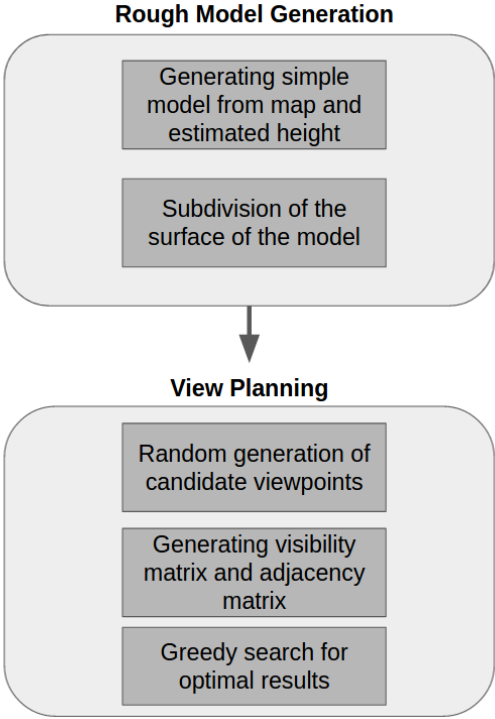 Rough Model Generation
Generating simple
model from map and
estimated height
Subdivision of the
surface of the model
View Planning
Random generation of
candidate viewpoints
Generating visibility
matrix and adjacency
matrix
Greedy search for
optimal results